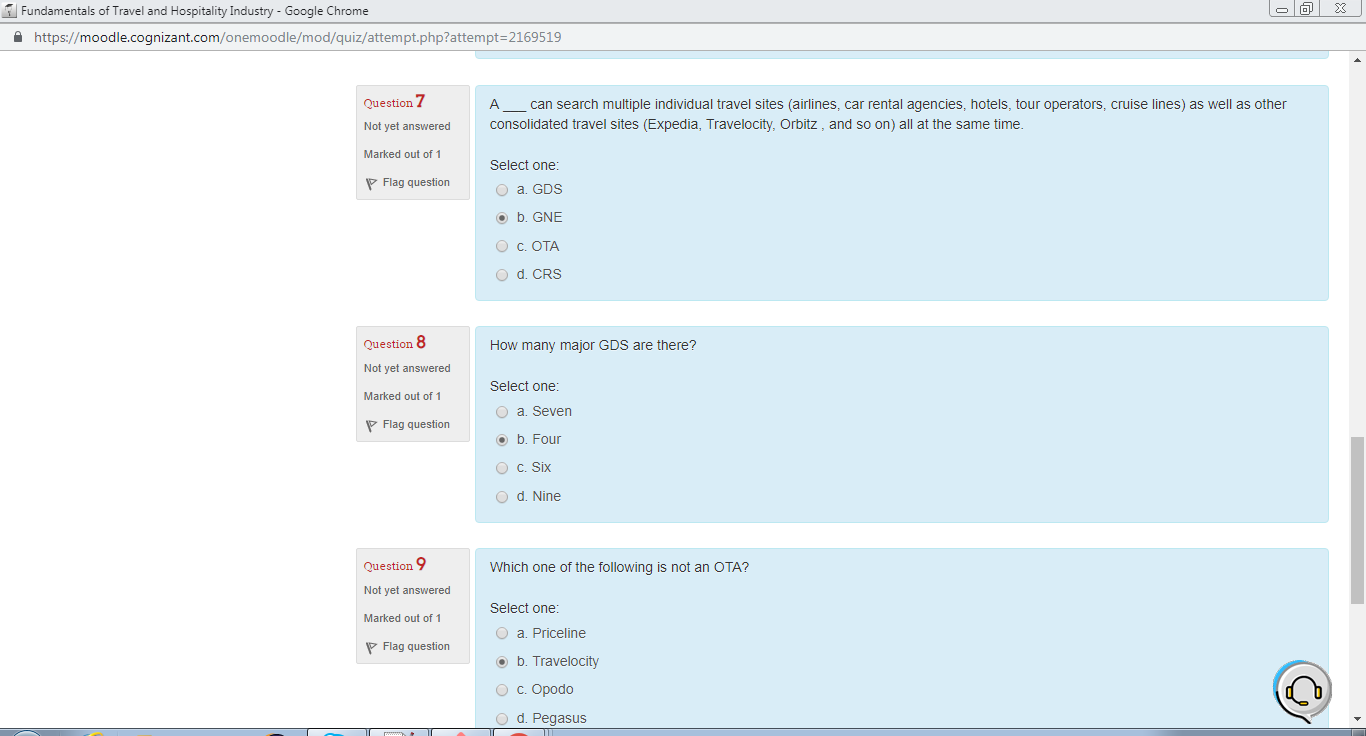 Fundamentals of Travel and Hospitality Industry - Google Chrome
https://moodle.cognizant.com/onemoodle/mod/quiz/attempt.php?attempt=2169519
Question 7
Not yet answered
Marked out of 1
Flag question
A ___ can search multiple individual travel sites (airlines, car rental agencies, hotels, tour operators, cruise lines) as well as other
consolidated travel sites (Expedia, Travelocity, Orbitz , and so on) all at the same time.
Select one:
a. GDS
b. GNE
c. OTA
d. CRS
Question 8
Not yet answered
Marked out of 1
Flag question
How many major GDS are there?
Select one:
a. Seven
b. Four
c. Six
d. Nine
Question 9
Not yet answered
Marked out of 1
Flag question
Which one of the following is not an OTA?
Select one:
a. Priceline
b. Travelocity
c. Opodo
d. Pegasus